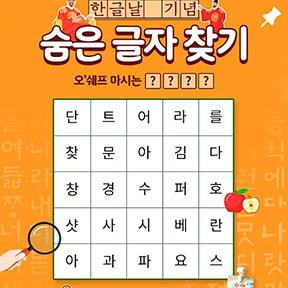 한글날 기념
숨은 글자 찾기
오'쉐프 마시는 ? ? ? ?
단 트 어 라 를
찾 문 아 김 다
창 경 수 퍼 호
샷 사 시 베 란
아 과 파 요 스